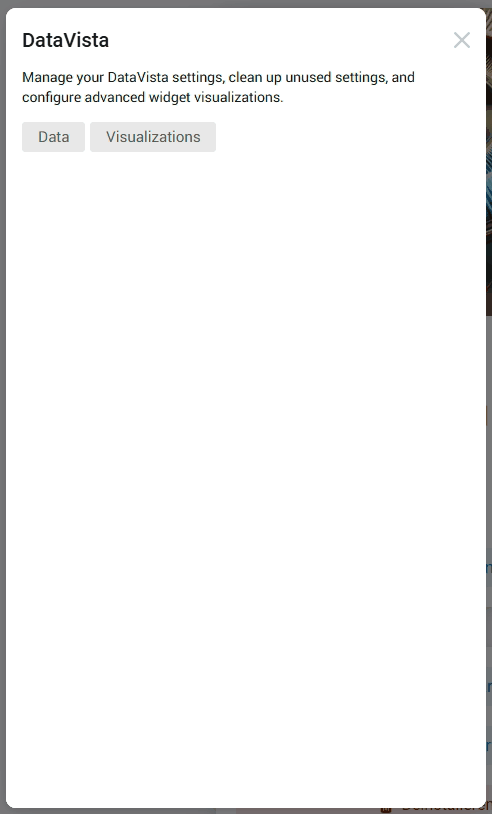 DataVista
Manage your DataVista settings, clean up unused settings, and
configure advanced widget visualizations.
Data
Visualizations